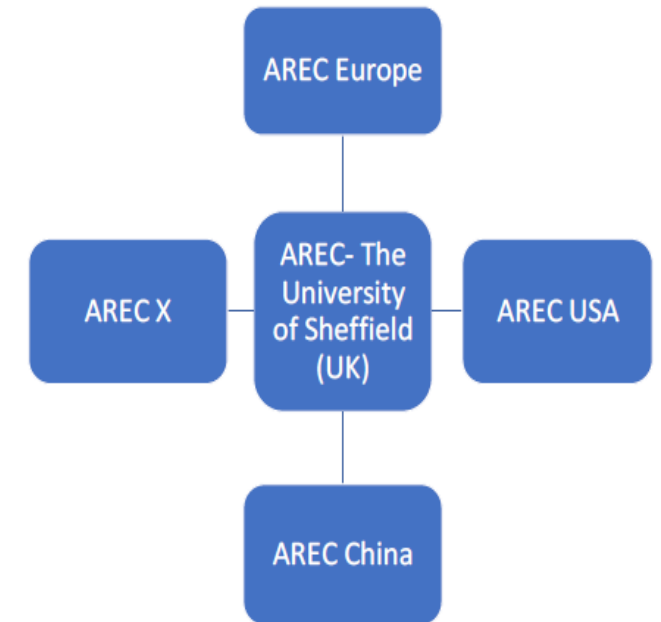 AREC Europe
AREC X
AREC- The
University
of Sheffield
(UK)
AREC USA
AREC China